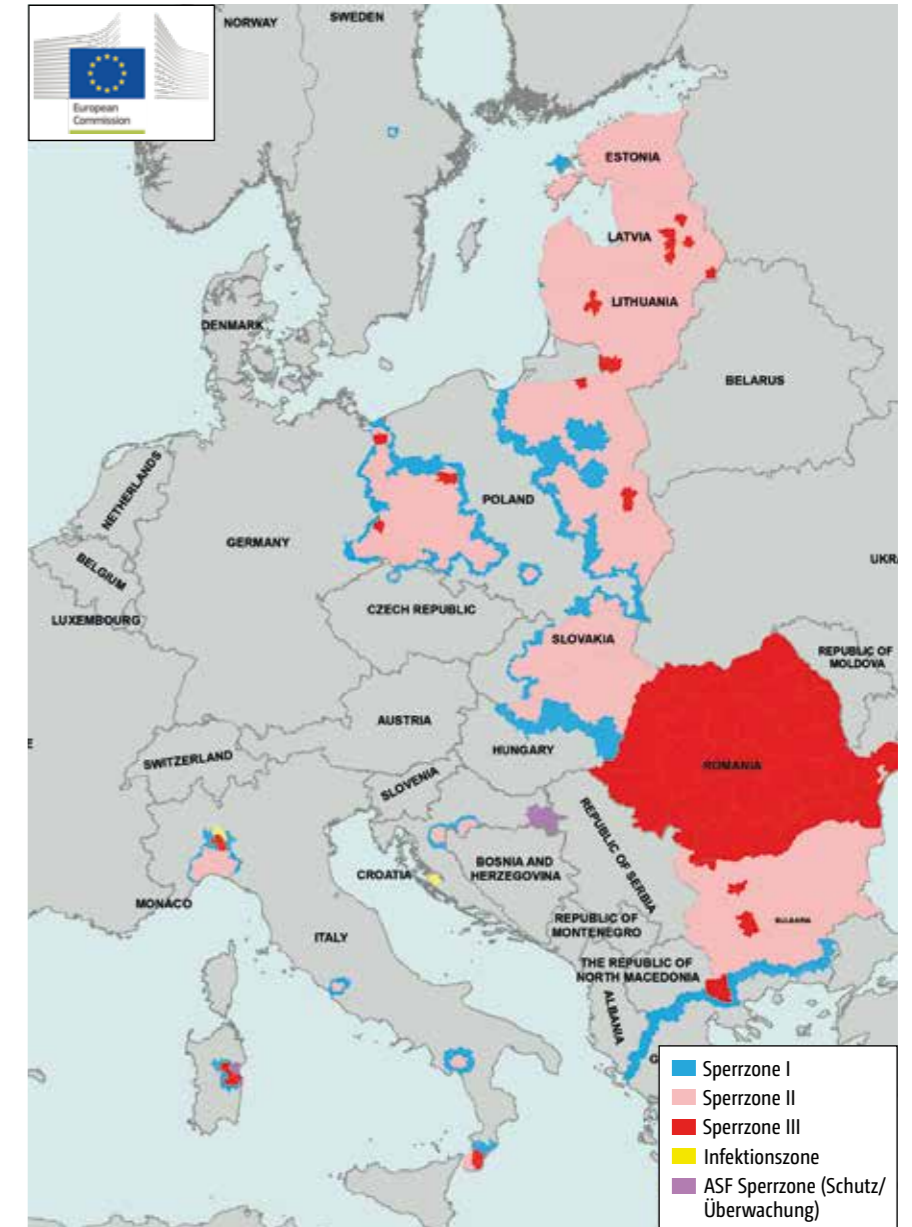 European
Commission
NORWAY
SWEDEN
ESTONIA
LATVIA
LITHUANIA
DENMARK
BELARUS
NETHERLANDS
POLAND
GERMANY
BELGIUM
UKR
LUXEMBOURG
CZECH REPUBLIC
SLOVAKIA
REPUBLIC OF
MOLDOVA
AUSTRIA
E
HUNGARY
SWITZERLAND
ROMANIA
SLOVENIA
REPUBLIC OF SERBIA
CROATIA
BOSNIA AND
HERZEGOVINA
MONACO
REPUBLIC OF
MONTENEGRO
BULGARIA
ITALY
THE REPUBLIC OF
NORTH MACEDONIA
ALBANIA
G
Sperrzone I
Sperrzone II
Sperrzone III
Infektionszone
ASF Sperrzone (Schutz/
Überwachung)